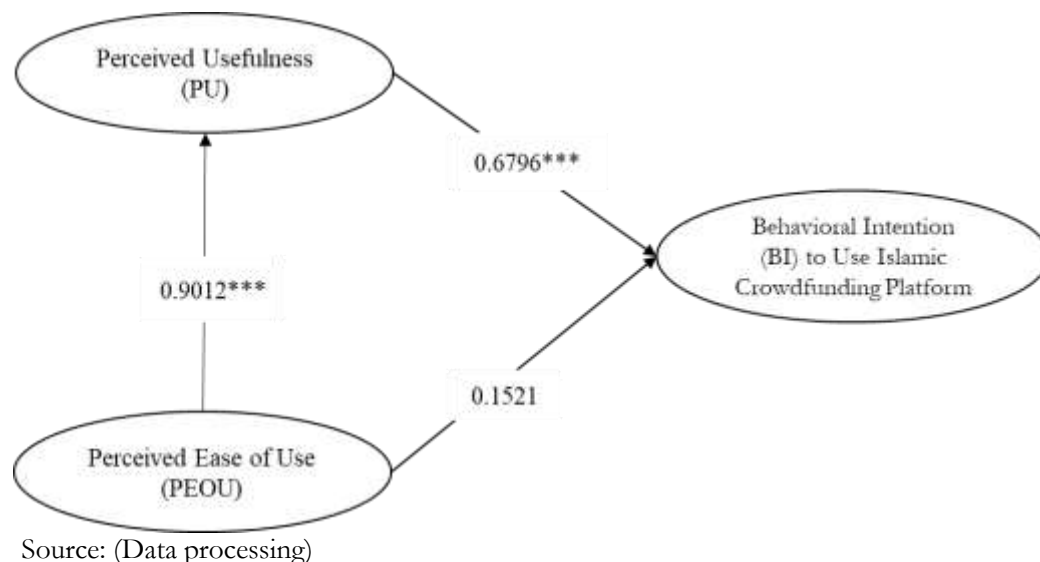 Perceived Usefulness
(PU)
0.6796***
Behavioral Intention
(BI) to Use Islamic
Crowdfunding Platform
0.9012***
0.1521
Perceived Ease of Use
(PEOU)
Source: (Data processing)